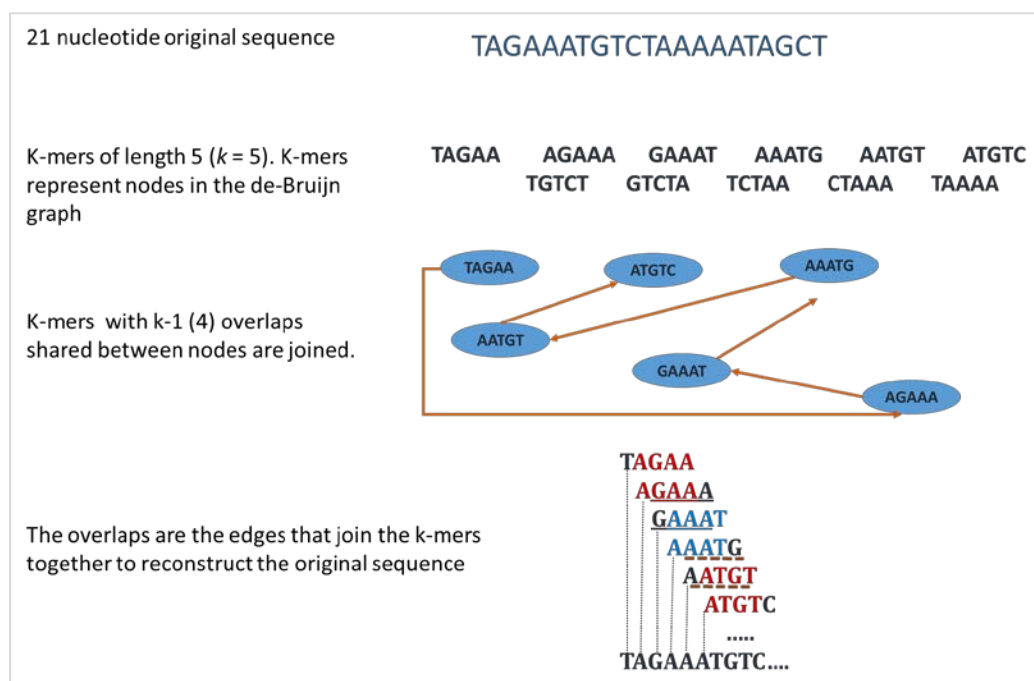 21 nucleotide original sequence
TAGAAATGTCTAAAAATAGCT
K-mers of length 5 (k = 5). K-mers
represent nodes in the de-Bruijn
graph
TAGAA AGAAA GAAAT AAATG AATGT ATGTC
TGTCT GTCTA TCTAA CTAAA TAAAA
K-mers with k-1 (4) overlaps
shared between nodes are joined.
TAGAA
ATGTC
AAATG
AATGT
GAAAT
AGAAA
The overlaps are the edges that join the k-mers
together to reconstruct the original sequence
TAGAA
AGAAA
GAAAT
AAATG
AATGT
ATGTC
.....
TAGAAATGTC....